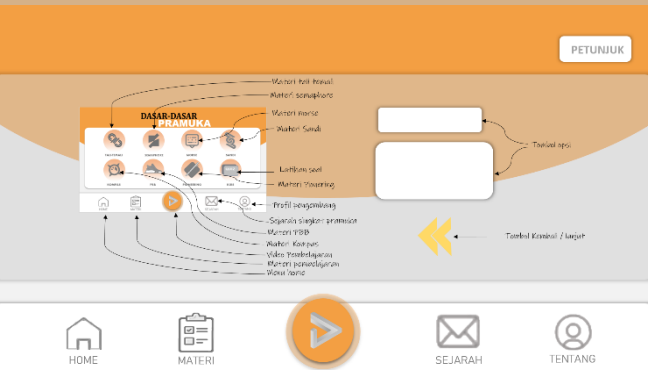 PETUNJUK
Materi tali temali
Materi semaphore
Materi morse
Materi Sandi
DASAR-DASAR
PRAMUKA
Latihan soal
Materi Pioneering
Tombol opsi
Profil pengembang
Sejarah singkat pramuka
Materi PBB
Materi Kompas
Video Pembelajaran
Materi pembelajaran
Menu home
Tombol Kembali / lanjut
HOME
MATERI
SEJARAH
TENTANG